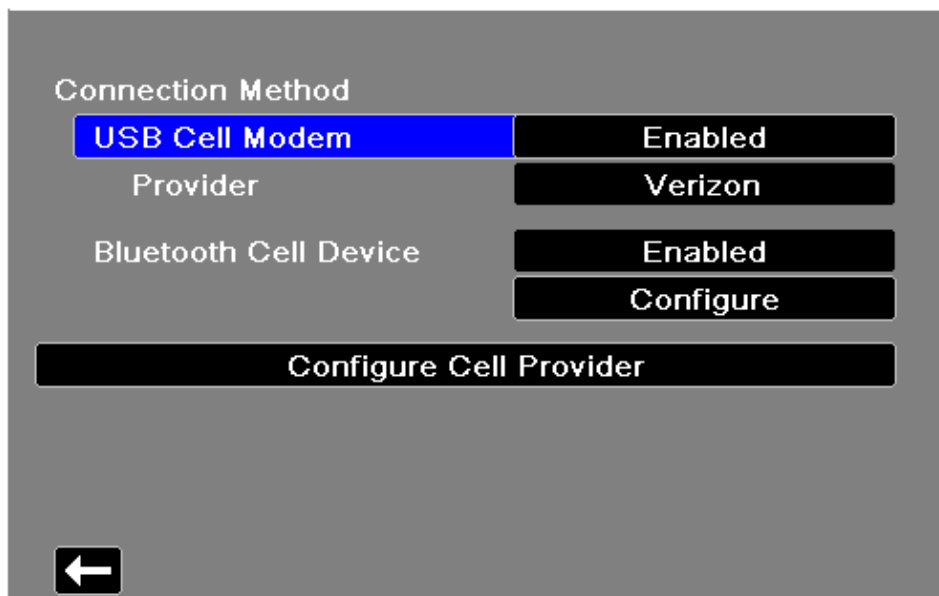 Connection Method
USB Cell Modem Enabled
Provider Verizon
Bluetooth Cell Device Enabled
Configure
Configure Cell Provider